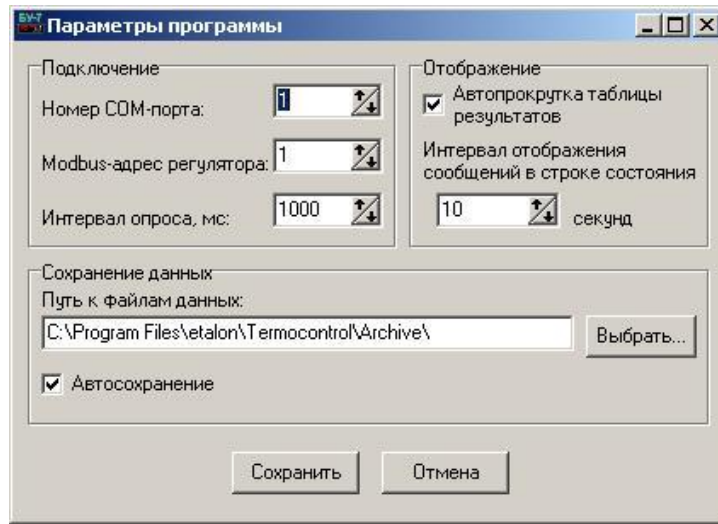 БУ-7
Параметры программы
Подключение
Номер COM-порта:
1
Modbus-адрес регулятора:
1
Интервал опроса, мс:
1000
Отображение
Автопрокрутка таблицы
результатов
Интервал отображения
сообщений в строке состояния
10
секунд
Сохранение данных
Путь к файлам данных:
C:\Program Files\etalon\Termocontrol\Archive\
Выбрать...
Автосохранение
Сохранить
Отмена